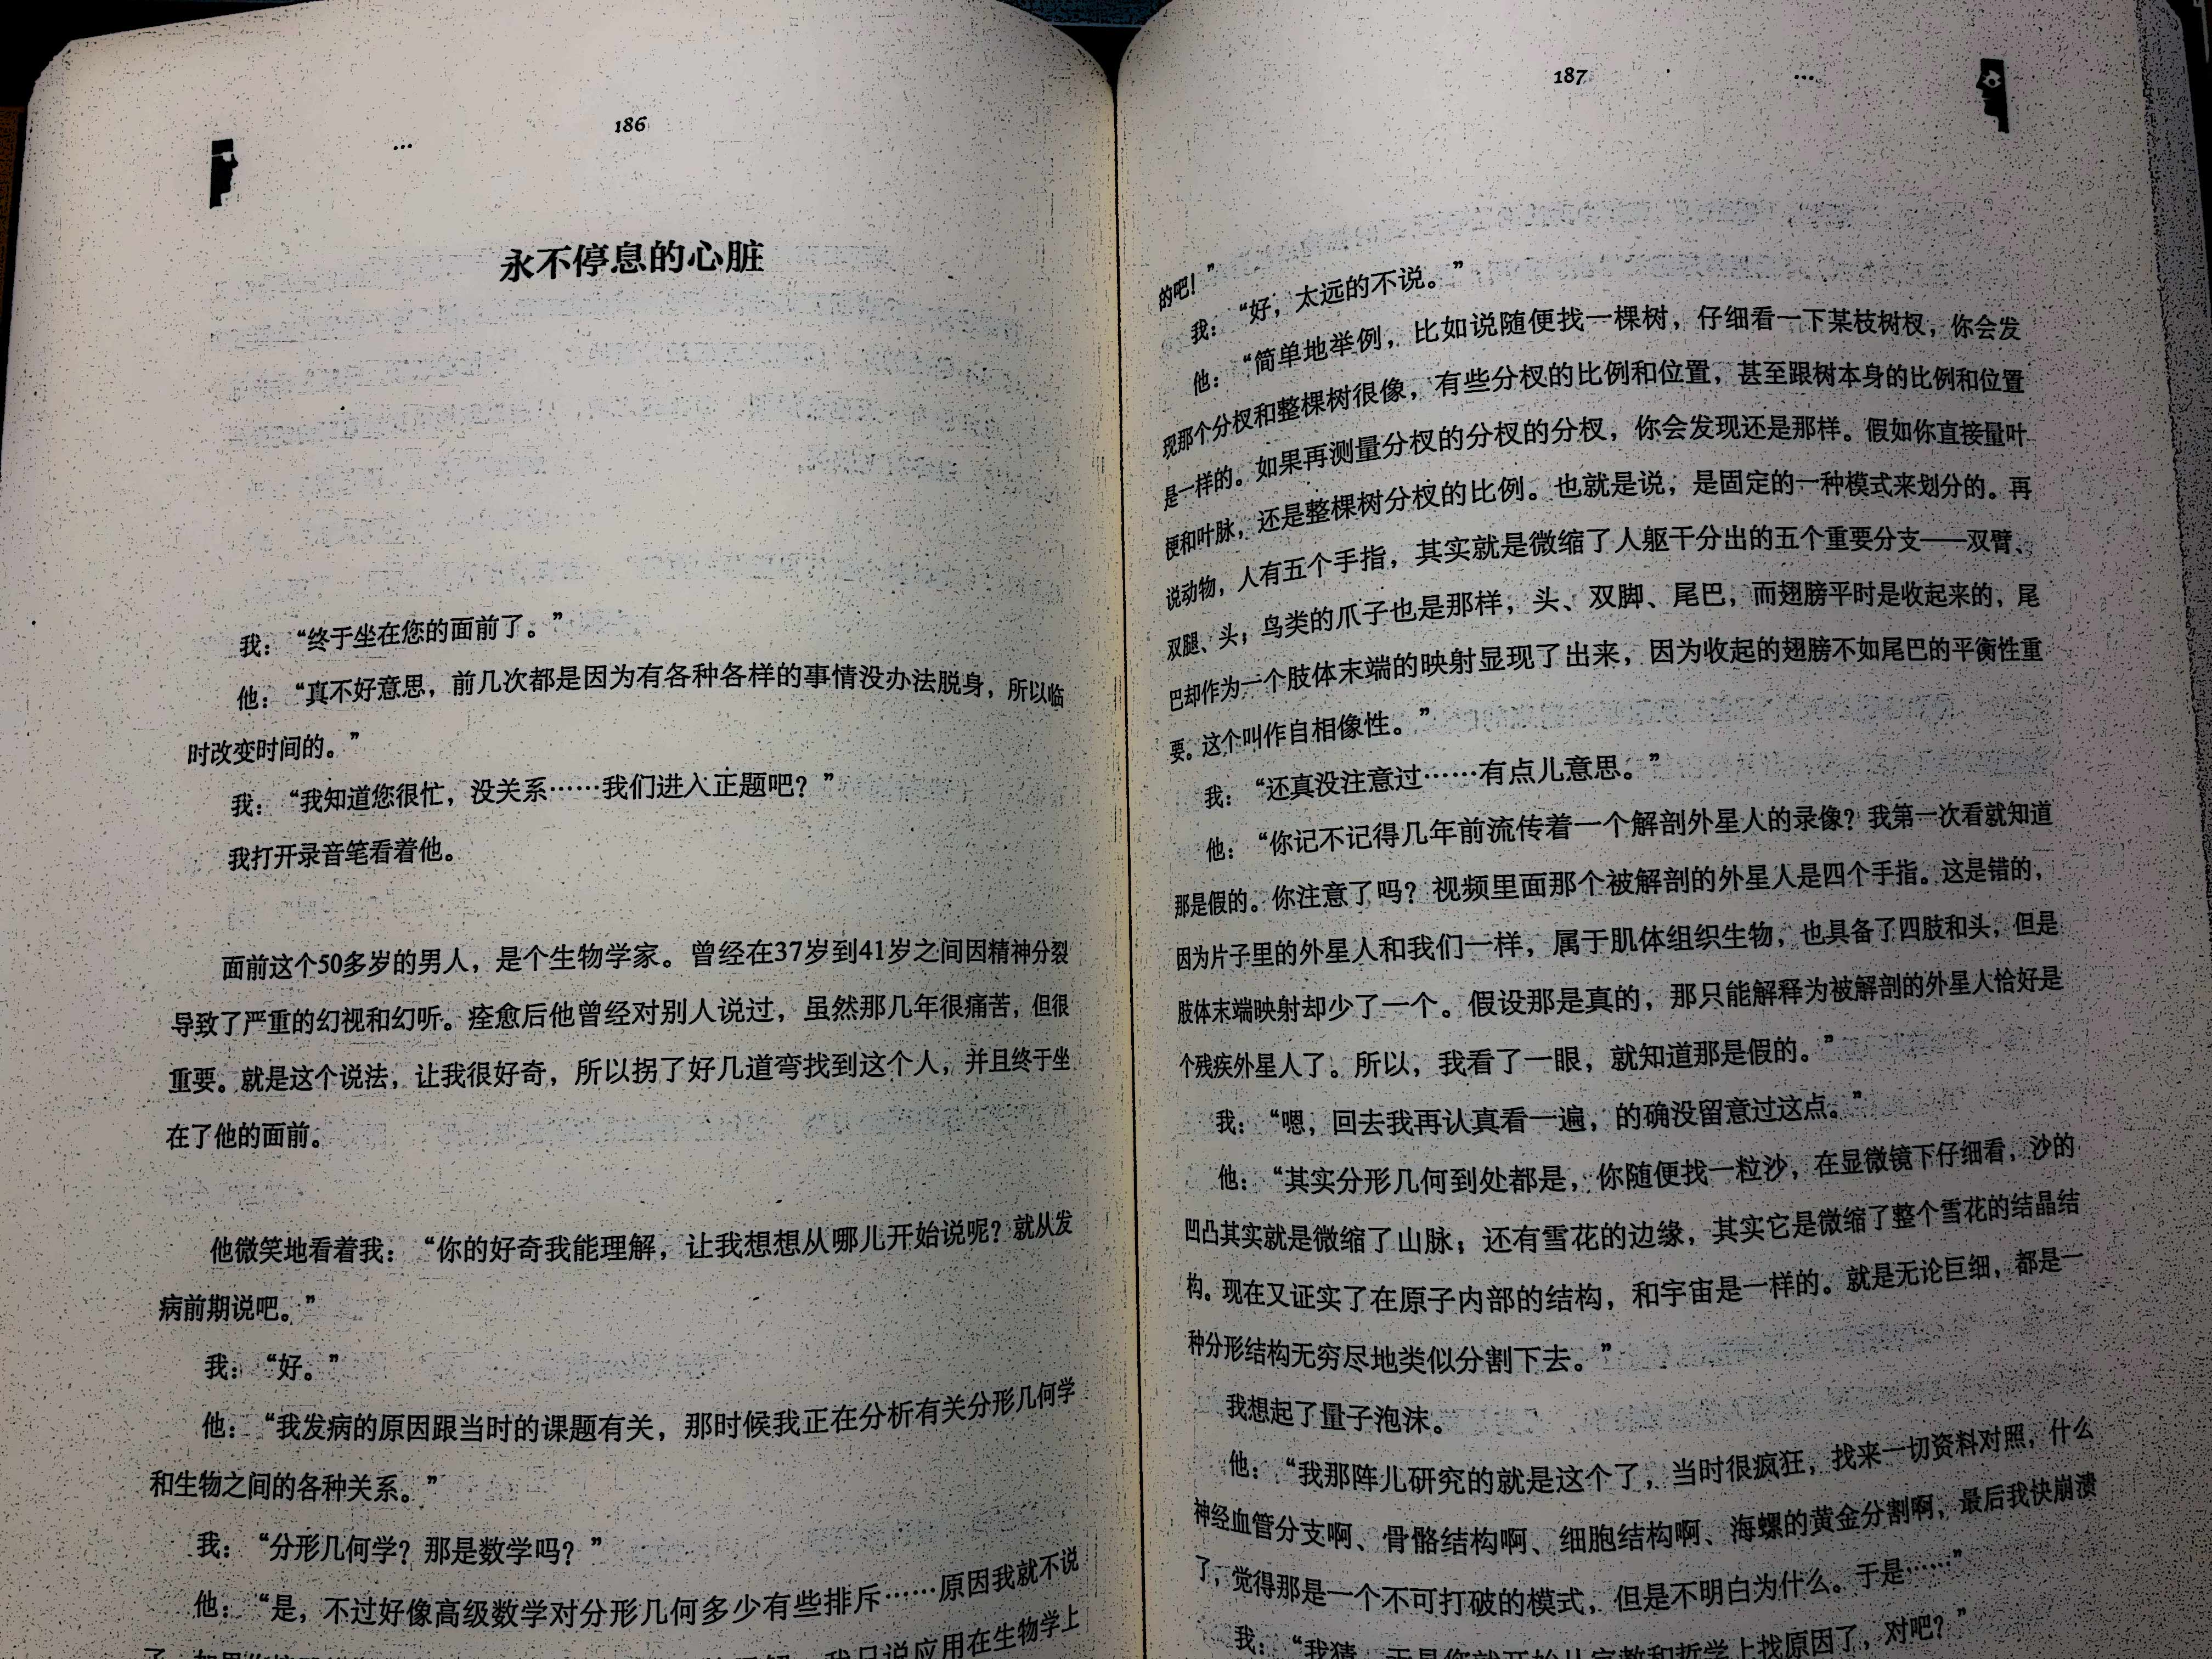 186
…
永不停息的心脏
我：“终于坐在您的面前了。”
他：“真不好意思，前几次都是因为有各种各样的事情没办法脱身，所以临
时改变时间的。”
我：“我知道您很忙，没关系……我们进入正题吧？”
我打开录音笔看着他。
面前这个50多岁的男人，是个生物学家。曾经在37岁到41岁之间因精神分裂
导致了严重的幻视和幻听。痊愈后他曾经对别人说过，虽然那几年很痛苦，但很
重要。就是这个说法，让我很好奇，所以拐了好几道弯找到这个人，并且终于坐
在了他的面前。
他微笑地看着我：“你的好奇我能理解，让我想想从哪儿开始说呢？就从发
病前期说吧。”
我：“好。”
他：“我发病的原因跟当时的课题有关，那时候我正在分析有关分形几何学
和生物之间的各种关系。”
我：“分形几何学？那是数学吗？”
他：“是，不过好像高级数学对分形几何多少有些排斥……原因我就不说
我只说应用在生物学上
187
…
的吧！”
我：“好，太远的不说。”
他：“简单地举例，比如说随便找一棵树，仔细看一下某枝树杈，你会发
现那个分杈和整棵树很像，有些分杈的比例和位置，甚至跟树本身的比例和位置
是一样的。如果再测量分杈的分杈的分杈，你会发现还是那样。假如你直接量叶
梗和叶脉，还是整棵树分杈的比例。也就是说，是固定的一种模式来划分的。再
说动物，人有五个手指，其实就是微缩了人躯干分出的五个重要分支——双臂、
双腿、头；鸟类的爪子也是那样，头、双脚、尾巴，而翅膀平时是收起来的，尾
巴却作为一个肢体末端的映射显现了出来，因为收起的翅膀不如尾巴的平衡性重
要。这个叫作自相像性。”
我：“还真没注意过……有点儿意思。”
他：“你记不记得几年前流传着一个解剖外星人的录像？我第一次看就知道
那是假的。你注意了吗？视频里面那个被解剖的外星人是四个手指。这是错的，
因为片子里的外星人和我们一样，属于肌体组织生物，也具备了四肢和头，但是
肢体末端映射却少了一个。假设那是真的，那只能解释为被解剖的外星人恰好是
个残疾外星人了。所以，我看了一眼，就知道那是假的。”
我：“嗯，回去我再认真看一遍，的确没留意过这点。”
他：“其实分形几何到处都是，你随便找一粒沙，在显微镜下仔细看，沙的
凹凸其实就是微缩了山脉；还有雪花的边缘，其实它是微缩了整个雪花的结晶结
构。现在又证实了在原子内部的结构，和宇宙是一样的。就是无论巨细，都是一
种分形结构无穷尽地类似分割下去。”
我想起了量子泡沫。
他：“我那阵儿研究的就是这个了，当时很疯狂，找来一切资料对照，什么
神经血管分支啊、骨骼结构啊、细胞结构啊、海螺的黄金分割啊，最后我快崩溃
了，觉得那是一个不可打破的模式，但是不明白为什么。于是……”
我：“我猜，于是您就开始从宗教和哲学上找原因了，对吧？”